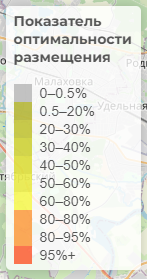 Показатель
оптимальности
размещения
Малаховка
0–0.5%
0.5–20%
Удельная
20–30%
30–40%
40–50%
50–60%
60–80%
80–80%
80–95%
95%+